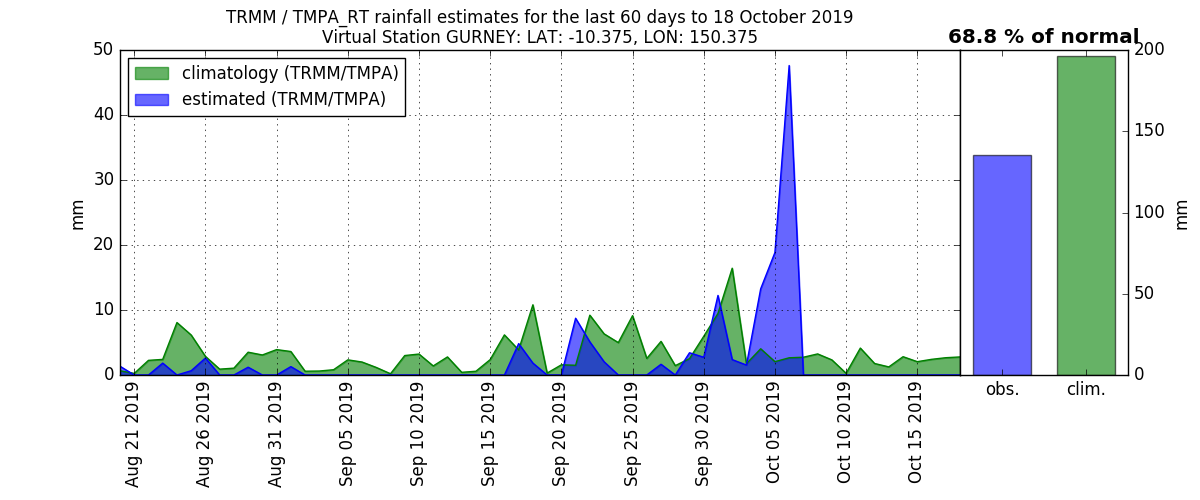 TRMM / TMPA_RT rainfall estimates for the last 60 days to 18 October 2019
Virtual Station GURNEY: LAT: -10.375, LON: 150.375
68.8 % of normal
climatology (TRMM/TMPA)
estimated (TRMM/TMPA)
mm
50
40
30
20
10
0
Aug 21 2019
Aug 26 2019
Aug 31 2019
Sep 05 2019
Sep 10 2019
Sep 15 2019
Sep 20 2019
Sep 25 2019
Sep 30 2019
Oct 05 2019
Oct 10 2019
Oct 15 2019
obs.
clim.
200
150
100
50
0
mm